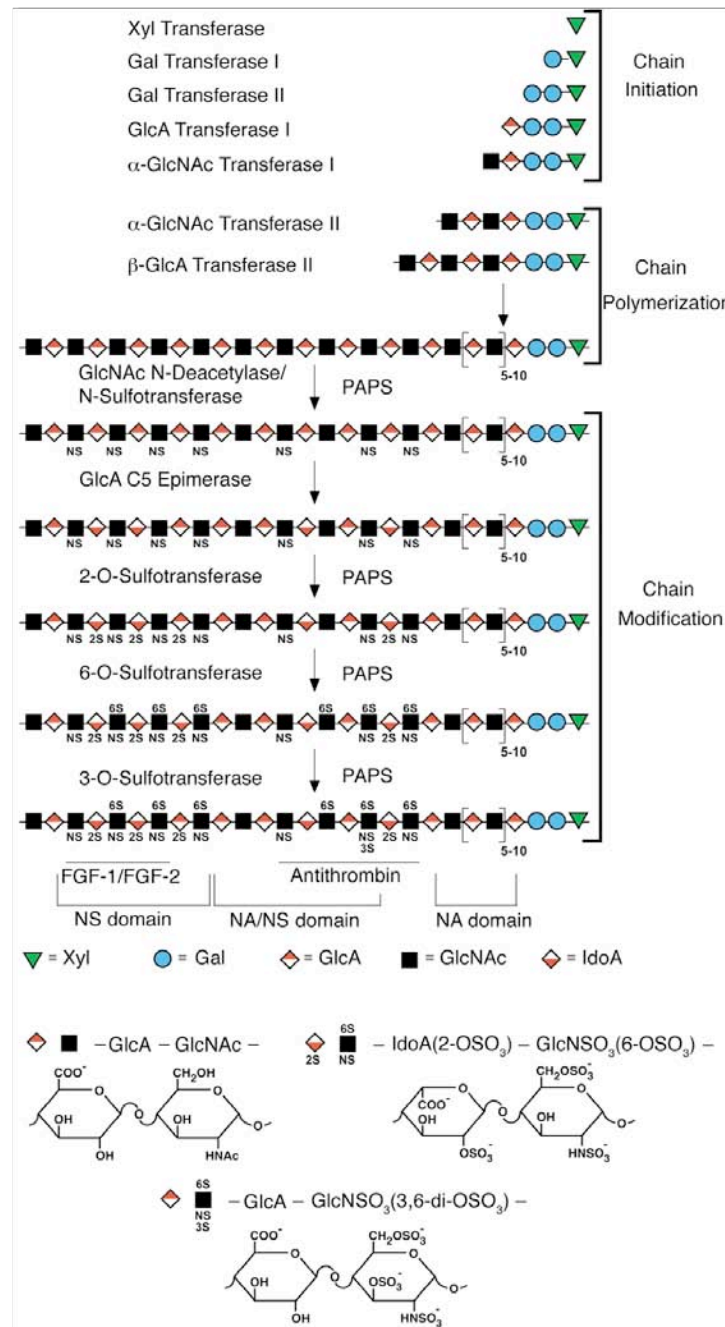 Xyl Transferase
Gal Transferase I
Gal Transferase II
GlcA Transferase I
α-GlcNAc Transferase I
Chain
Initiation
α-GlcNAc Transferase II
β-GlcA Transferase II
Chain
Polymerization
5-10
GlcNAc N-Deacetylase/
N-Sulfotransferase
PAPS
NS NS NS NS NS NS NS
5-10
GlcA C5 Epimerase
NS NS NS NS NS NS NS
5-10
2-O-Sulfotransferase
PAPS
Chain
Modification
NS 2S NS 2S NS 2S NS NS NS 2S NS
5-10
6-O-Sulfotransferase
PAPS
6S 6S 6S 6S 6S 6S
NS 2S NS 2S NS 2S NS NS NS 2S NS
5-10
3-O-Sulfotransferase
PAPS
6S 6S 6S 6S 6S 6S
NS 2S NS 2S NS 2S NS NS NS 2S NS
3S
5-10
FGF-1/FGF-2
Antithrombin
NS domain
NA/NS domain
NA domain
= Xyl
= Gal
= GlcA
= GlcNAc
= IdoA
–GlcA – GlcNAc–
6S
2S NS
– IdoA(2-OSO₃) – GlcNSO₃(6-OSO₃) –
COO⁻ CH₂OH
O O
OH O OH O–
OH HNAc
CH₂OSO₃⁻
O O
COO⁻
OH O OH O–
OSO₃⁻ HNSO₃⁻
6S
NS
3S
–GlcA – GlcNSO₃(3,6-di-OSO₃) –
COO⁻ CH₂OSO₃⁻
O O
OH O OSO₃⁻ O–
OH HNSO₃⁻